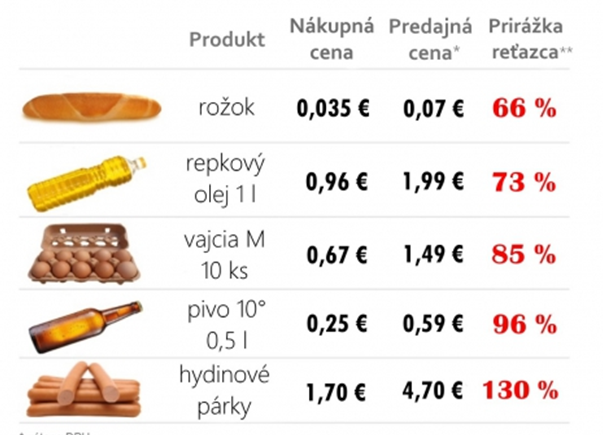 Produkt Nákupná cena Predajná cena* Prirážka reťazca**
rožok 0,035 € 0,07 € 66 %
repkový olej 1 l 0,96 € 1,99 € 73 %
vajcia M 10 ks 0,67 € 1,49 € 85 %
pivo 10° 0,5 l 0,25 € 0,59 € 96 %
hydinové párky 1,70 € 4,70 € 130 %